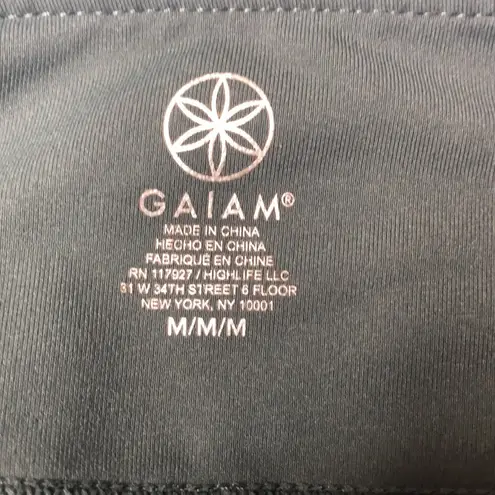 GAIAM®
MADE IN CHINA
HECHO EN CHINA
FABRIQUÉ EN CHINE
RN 117927 / HIGHLIFE LLC
31 W 34TH STREET 6 FLOOR
NEW YORK, NY 10001
M/M/M